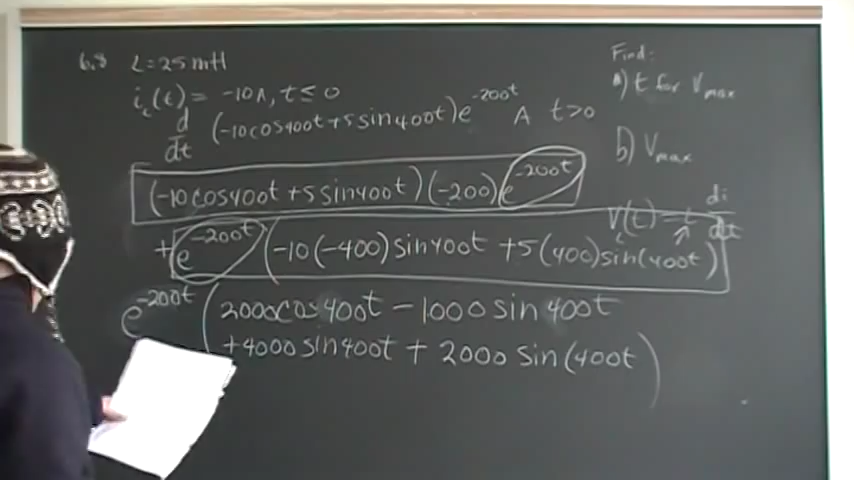 6.8 L=25 mH
i_L(t) = -10A, t ≤ 0
d/dt (-10cos400t+5sin400t)e^-200t A t>0
(-10cos400t +5sin400t)(-200)e^-200t
+e^-200t (-10(-400)sin400t +5(400)sin(400t))
e^-200t (2000cos400t - 1000 sin 400t
+4000 sin400t + 2000 sin(400t)
Find:
a) t for Vmax
b) Vmax
V_L(t) = L di/dt